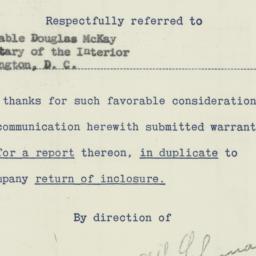 Respectfully referred to
able Douglas McKay
tary of the Interior
ngton, D. C.
thanks for such favorable consideration
communication herewith submitted warrant
for a report thereon, in duplicate to
pany return of inclosure.
By direction of